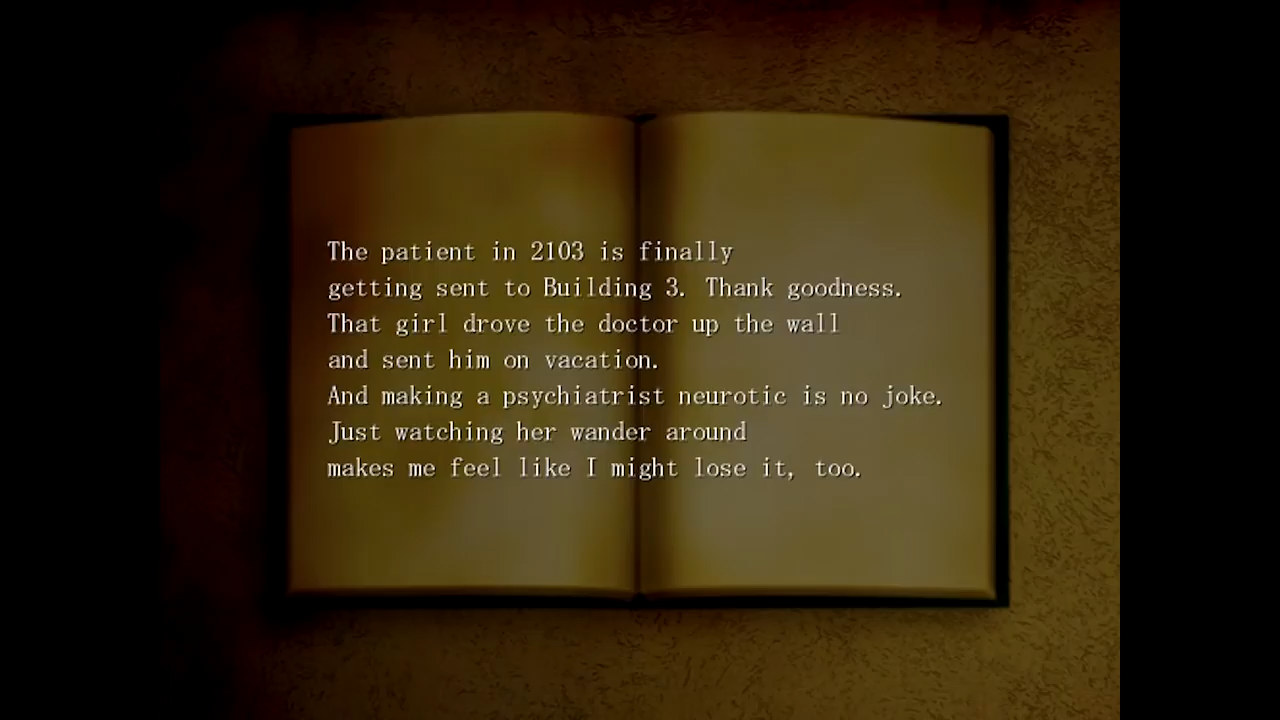 The patient in 2103 is finally
getting sent to Building 3. Thank goodness.
That girl drove the doctor up the wall
and sent him on vacation.
And making a psychiatrist neurotic is no joke.
Just watching her wander around
makes me feel like I might lose it, too.